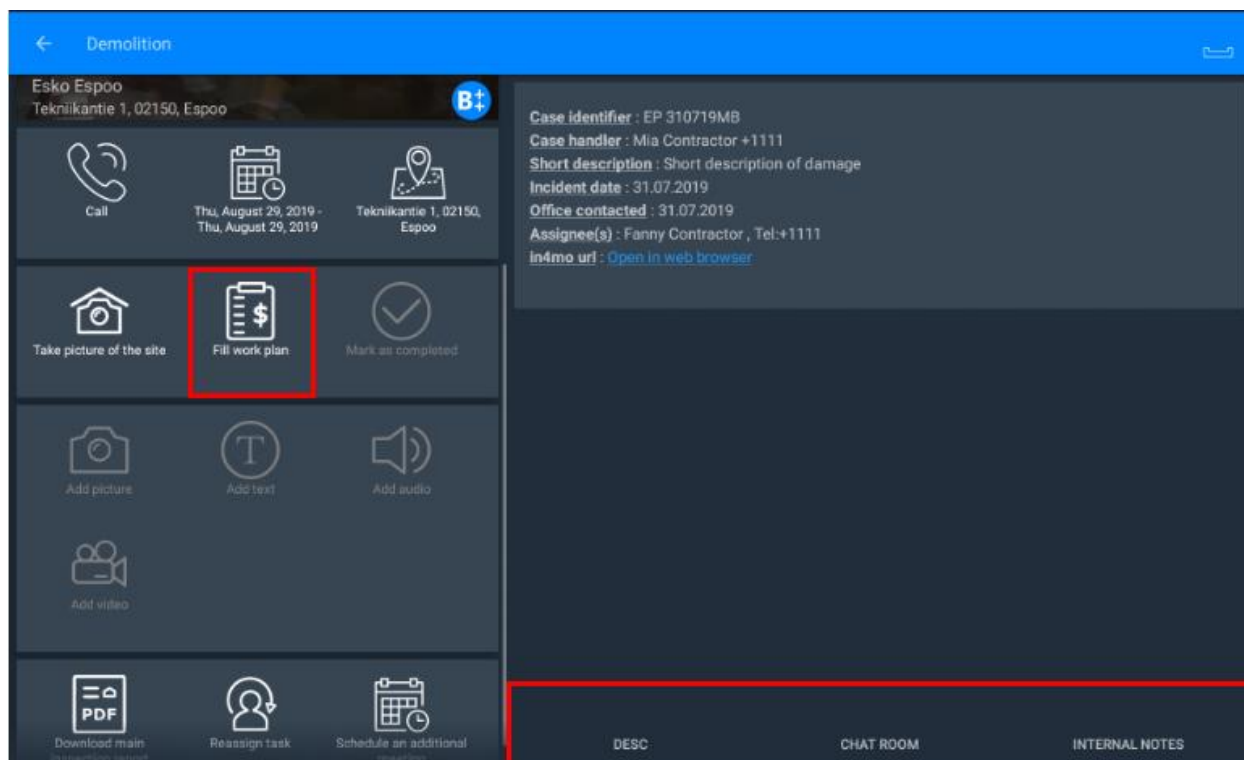 Demolition
Esko Espoo
Tekniikantie 1, 02150, Espoo
B
Call
Thu, August 29, 2019 -
Thu, August 29, 2019
Tekniikantie 1, 02150,
Espoo
Take picture of the site
Fill work plan
Mark as completed
Add picture
Add text
Add audio
Add video
PDF
Download main
inspection report
Reassign task
Schedule an additional
meeting
Case identifier : EP 310719MB
Case handler : Mia Contractor +1111
Short description : Short description of damage
Incident date : 31.07.2019
Office contacted : 31.07.2019
Assignee(s) : Fanny Contractor , Tel:+1111
in4mo url : Open in web browser
DESC
CHAT ROOM
INTERNAL NOTES